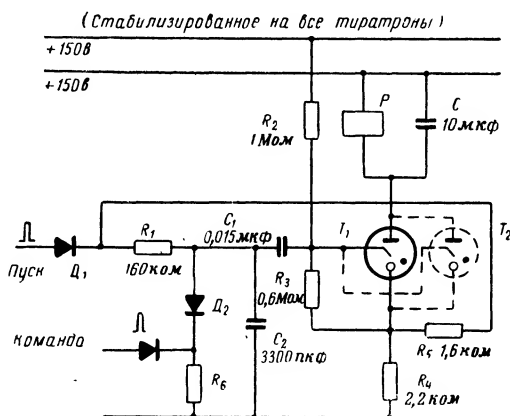 (Стабилизированное на все тиратроны)
+150в
+150в
R2
1Мом
P
C
10мкф
C1
0,015мкф
R1
160ком
T1
T2
Пуск
Д1
R3
0,6Мом
Д2
команда
C2
3300пкф
R5 1,6ком
R6
R4
2,2ком